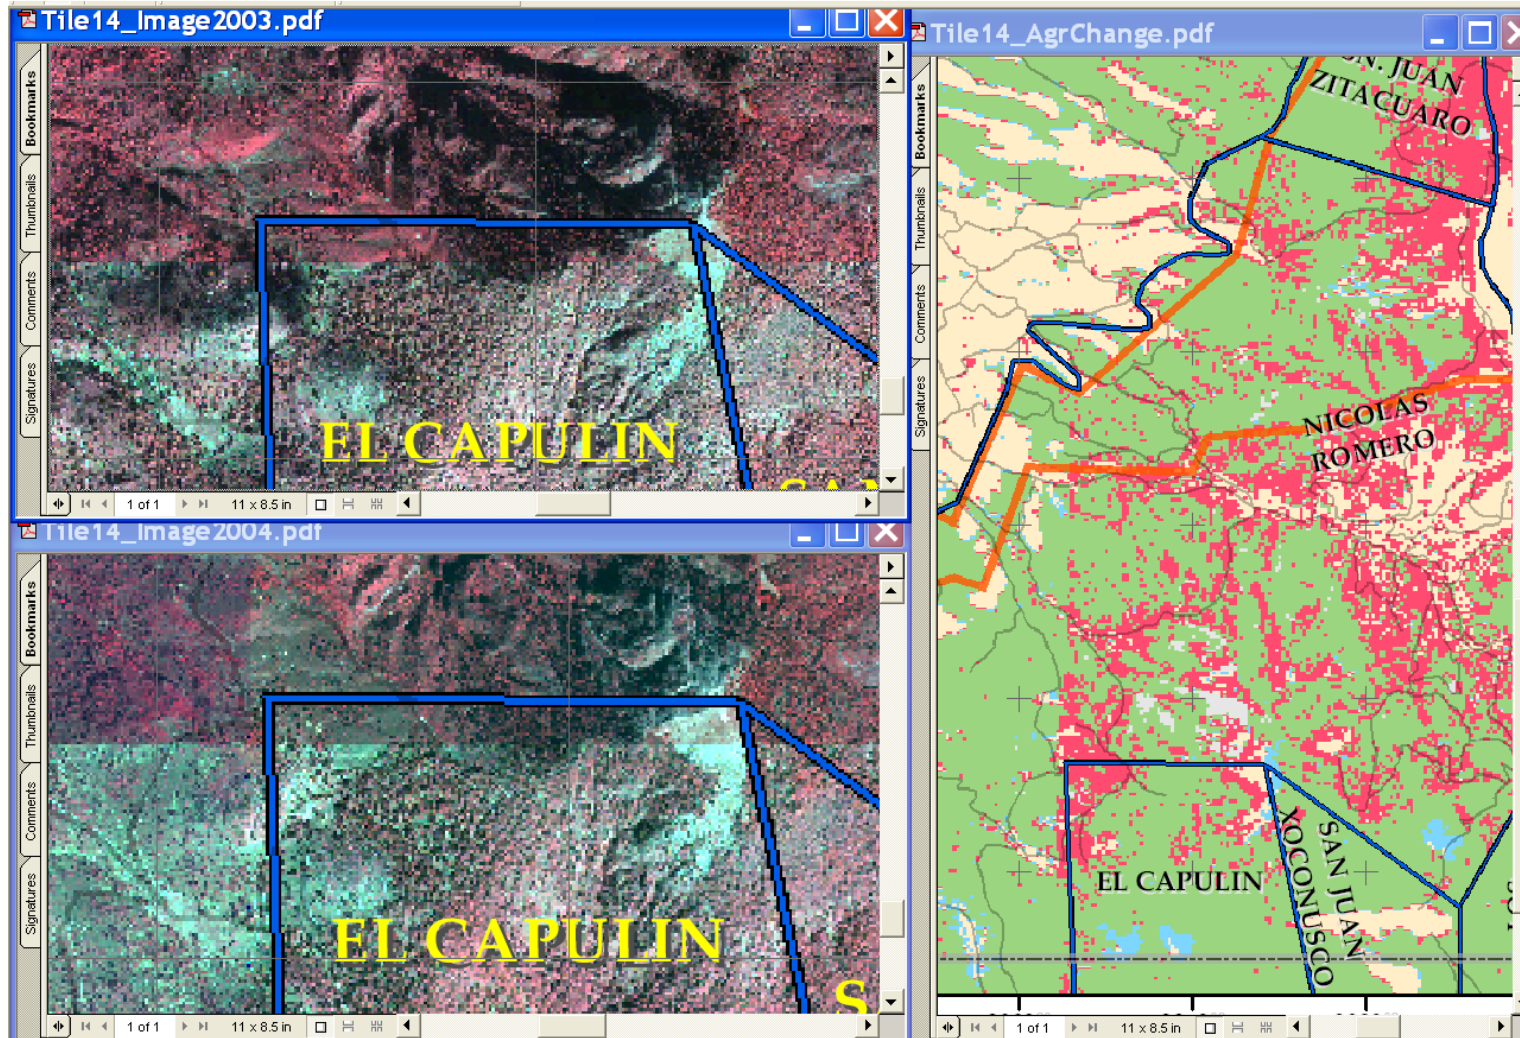 Tile14_Image2003.pdf
Bookmarks
Thumbnails
Comments
Signatures
EL CAPULIN
1 of 1
11 x 8.5 in
Tile14_Image2004.pdf
Bookmarks
Thumbnails
Comments
Signatures
EL CAPULIN
S
1 of 1
11 x 8.5 in
Tile14_AgrChange.pdf
Bookmarks
Thumbnails
Comments
Signatures
JUAN
ZITACUARO
NICOLAS
ROMERO
EL CAPULIN
SAN JUAN
XOCONUSCO
1 of 1
11 x 8.5 in